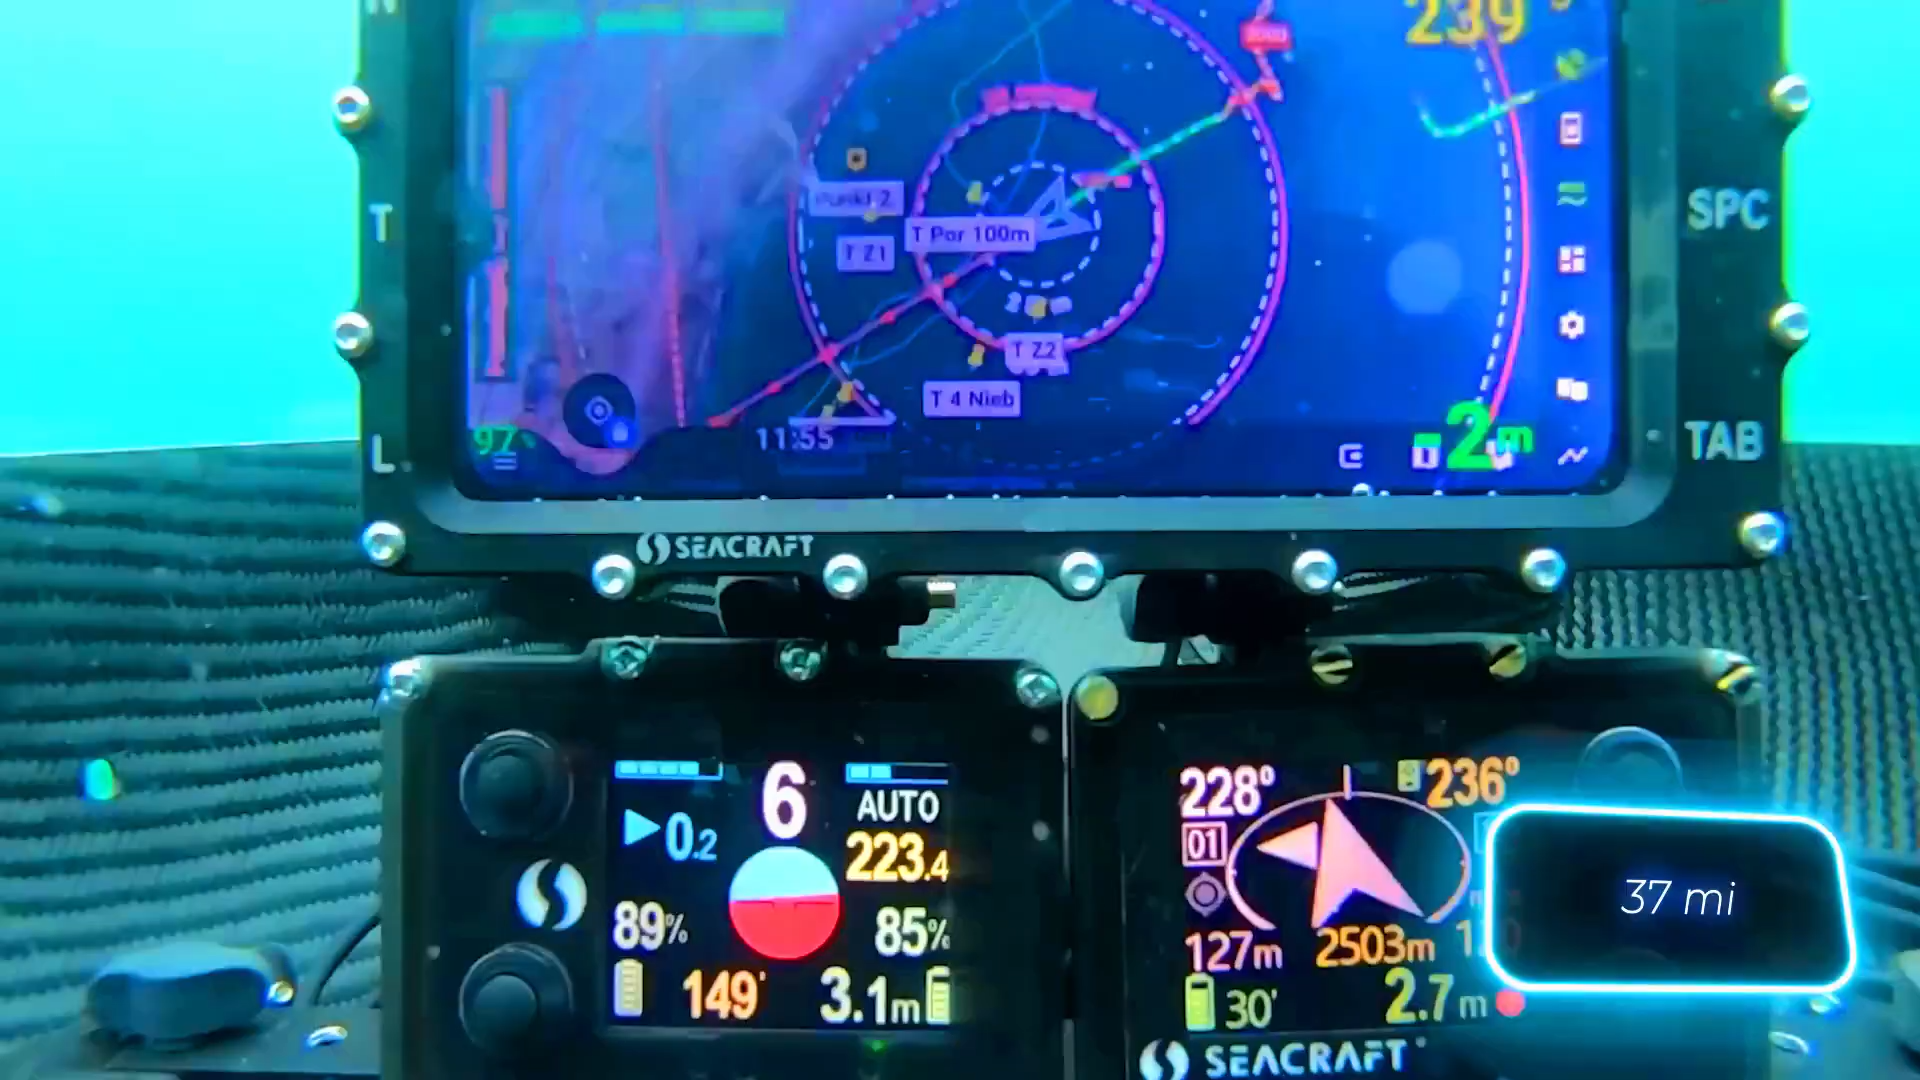 239
T
SPC
Punkt 2
T Por 100m
T Z1
T Z2
T 4 Nieb
97%
11:55
2m
L
TAB
SEACRAFT
6
AUTO
0.2
223.4
89%
85%
149'
3.1m
228°
236°
01
127m
2503m
30'
2.7m
37 mi
SEACRAFT